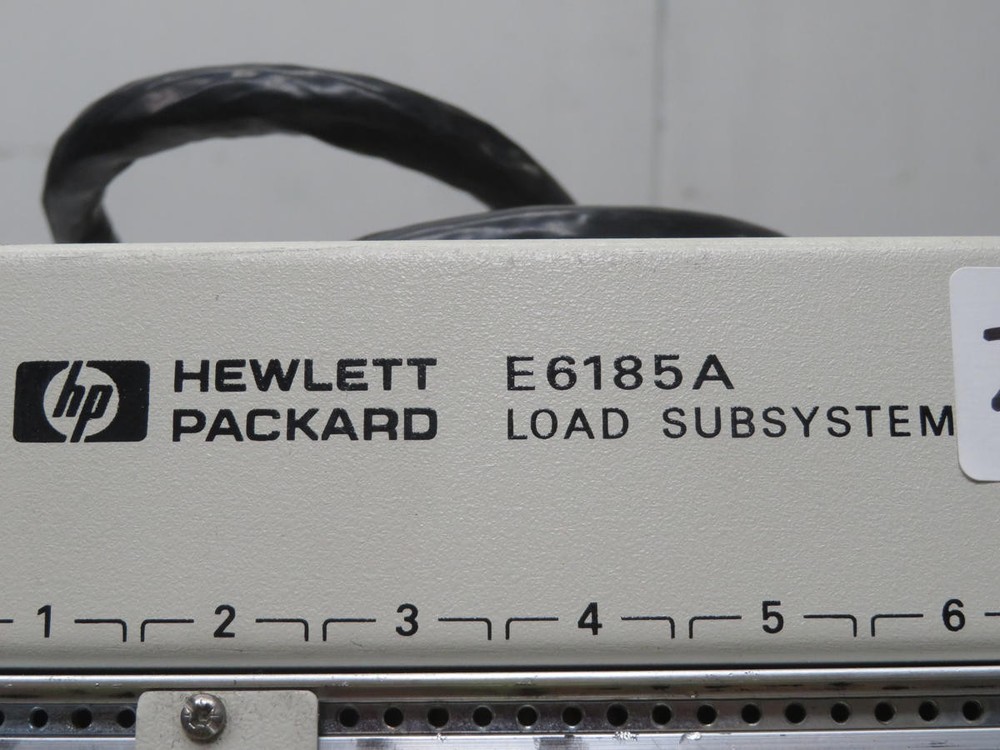 hp HEWLETT PACKARD
E6185A
LOAD SUBSYSTEM
1 2 3 4 5 6